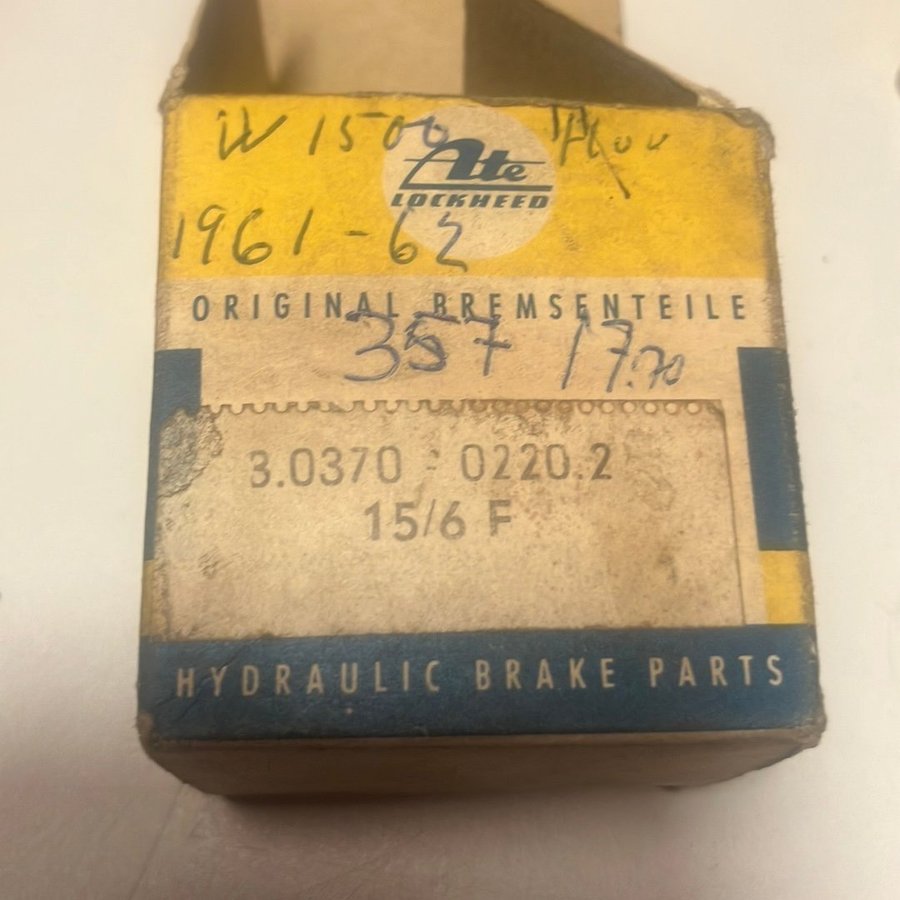 W 1500
Ate
LOCKHEED
1961-62
ORIGINAL BREMSENTEILE
357 17.70
3.0370-0220.2
15/6 F
HYDRAULIC BRAKE PARTS